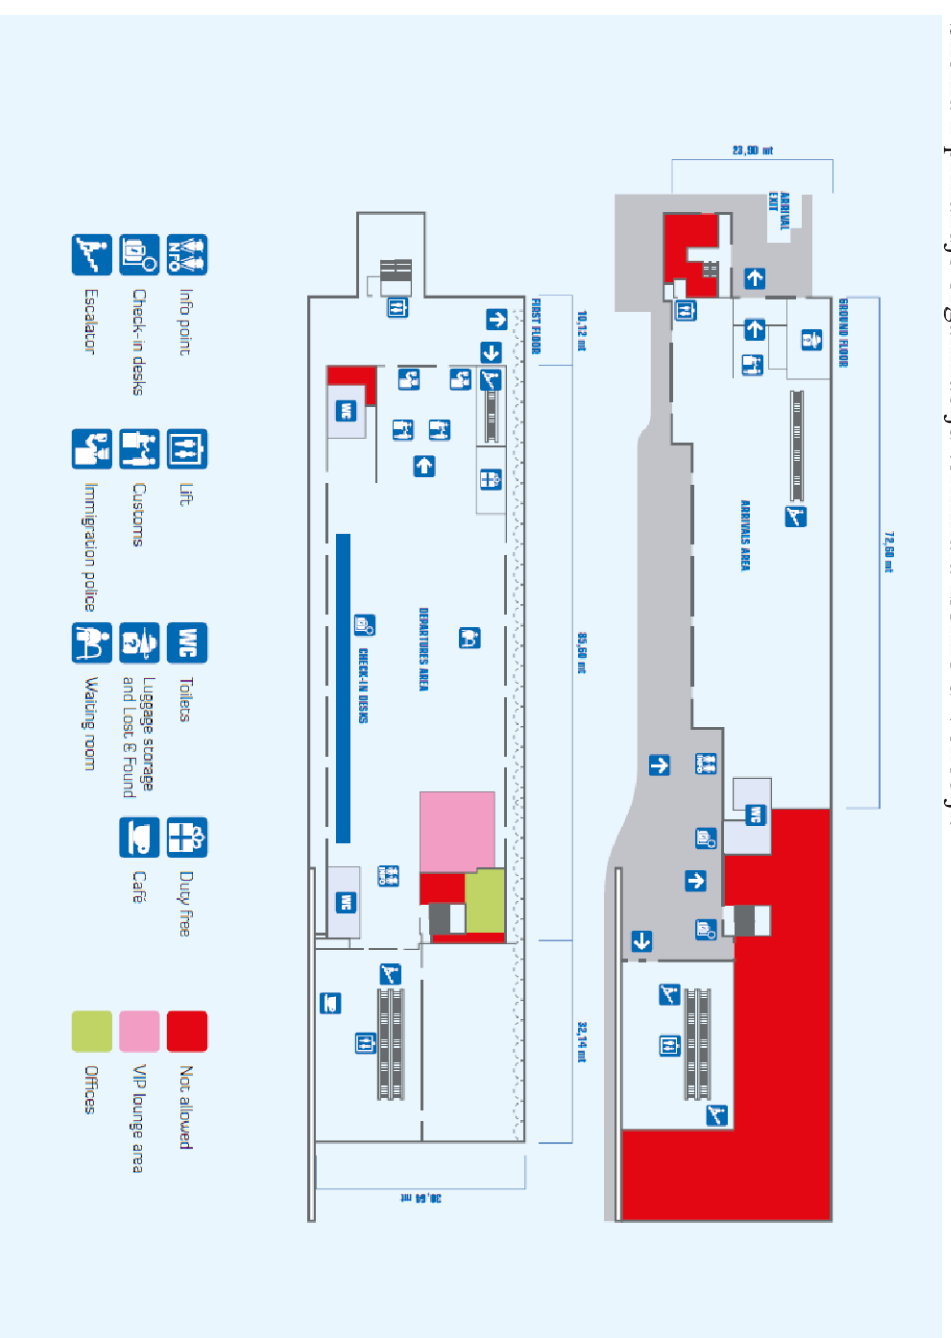 23,90 mt
ARRIVAL
EXIT
GROUND FLOOR
72,60 mt
ARRIVALS AREA
INFO
WC
FIRST FLOOR
10,12 mt
85,60 mt
32,14 mt
30,64 mt
WC
DEPARTURES AREA
CHECK-IN DESKS
INFO
WC
INFO
Info point
Lift
WC
Toilets
Duty free
Not allowed
Check-in desks
Customs
Luggage storage
and Lost & Found
Café
VIP lounge area
Escalator
Immigration police
Waiting room
Offices